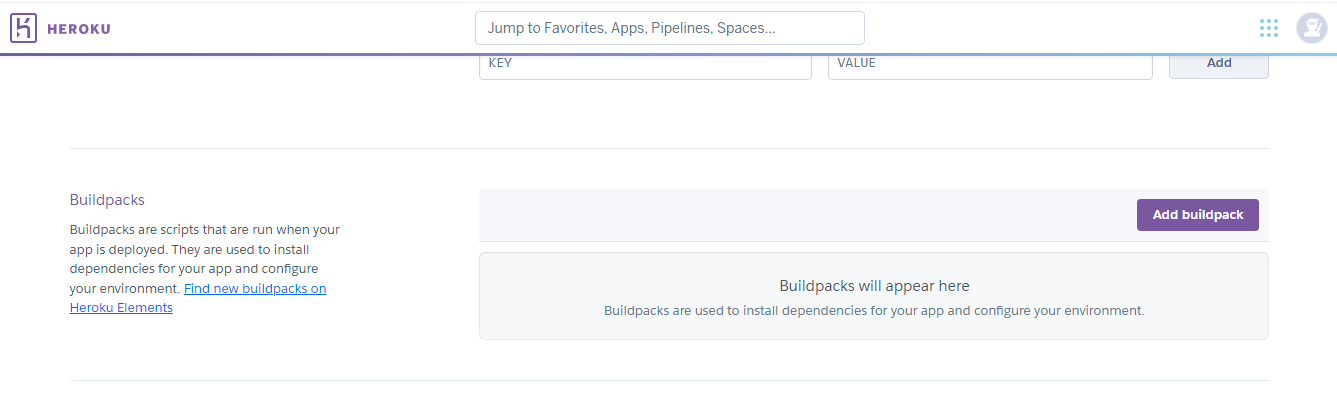 HEROKU
Jump to Favorites, Apps, Pipelines, Spaces...
KEY
VALUE
Add
Buildpacks
Buildpacks are scripts that are run when your
app is deployed. They are used to install
dependencies for your app and configure
your environment. Find new buildpacks on
Heroku Elements
Add buildpack
Buildpacks will appear here
Buildpacks are used to install dependencies for your app and configure your environment.